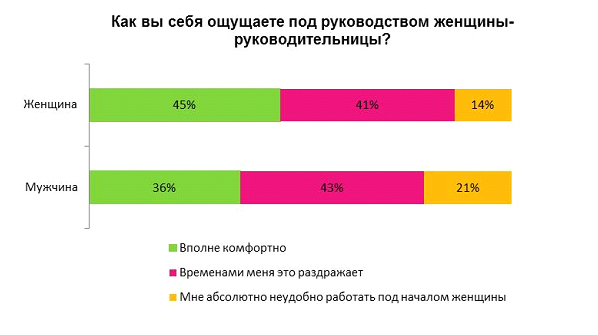 Как вы себя ощущаете под руководством женщины-
руководительницы?
Женщина
45%
41%
14%
Мужчина
36%
43%
21%
Вполне комфортно
Временами меня это раздражает
Мне абсолютно неудобно работать под началом женщины